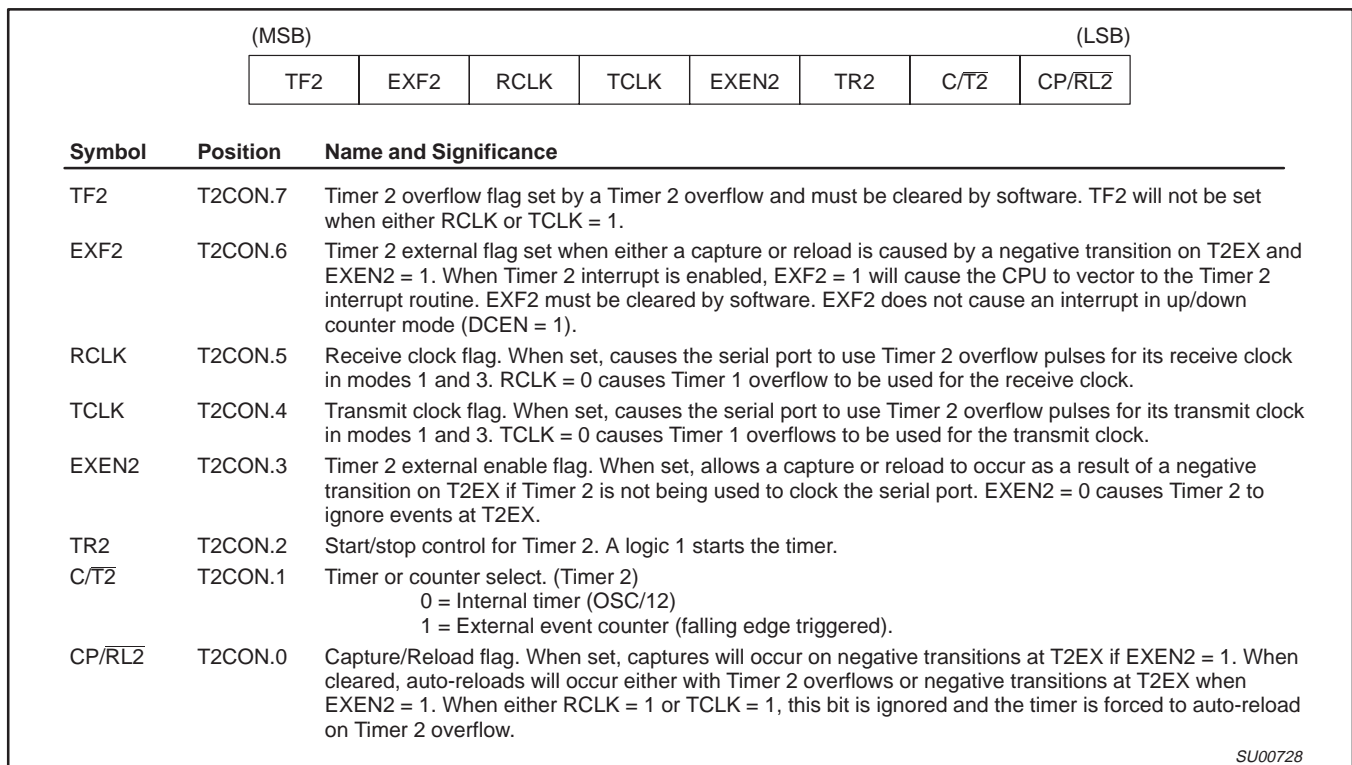 (MSB) (LSB)
TF2 EXF2 RCLK TCLK EXEN2 TR2 C/T̅2̅ CP/R̅L̅2̅
Symbol Position Name and Significance
TF2 T2CON.7 Timer 2 overflow flag set by a Timer 2 overflow and must be cleared by software. TF2 will not be set
when either RCLK or TCLK = 1.
EXF2 T2CON.6 Timer 2 external flag set when either a capture or reload is caused by a negative transition on T2EX and
EXEN2 = 1. When Timer 2 interrupt is enabled, EXF2 = 1 will cause the CPU to vector to the Timer 2
interrupt routine. EXF2 must be cleared by software. EXF2 does not cause an interrupt in up/down
counter mode (DCEN = 1).
RCLK T2CON.5 Receive clock flag. When set, causes the serial port to use Timer 2 overflow pulses for its receive clock
in modes 1 and 3. RCLK = 0 causes Timer 1 overflow to be used for the receive clock.
TCLK T2CON.4 Transmit clock flag. When set, causes the serial port to use Timer 2 overflow pulses for its transmit clock
in modes 1 and 3. TCLK = 0 causes Timer 1 overflows to be used for the transmit clock.
EXEN2 T2CON.3 Timer 2 external enable flag. When set, allows a capture or reload to occur as a result of a negative
transition on T2EX if Timer 2 is not being used to clock the serial port. EXEN2 = 0 causes Timer 2 to
ignore events at T2EX.
TR2 T2CON.2 Start/stop control for Timer 2. A logic 1 starts the timer.
C/T̅2̅ T2CON.1 Timer or counter select. (Timer 2)
0 = Internal timer (OSC/12)
1 = External event counter (falling edge triggered).
CP/R̅L̅2̅ T2CON.0 Capture/Reload flag. When set, captures will occur on negative transitions at T2EX if EXEN2 = 1. When
cleared, auto-reloads will occur either with Timer 2 overflows or negative transitions at T2EX when
EXEN2 = 1. When either RCLK = 1 or TCLK = 1, this bit is ignored and the timer is forced to auto-reload
on Timer 2 overflow.
SU00728